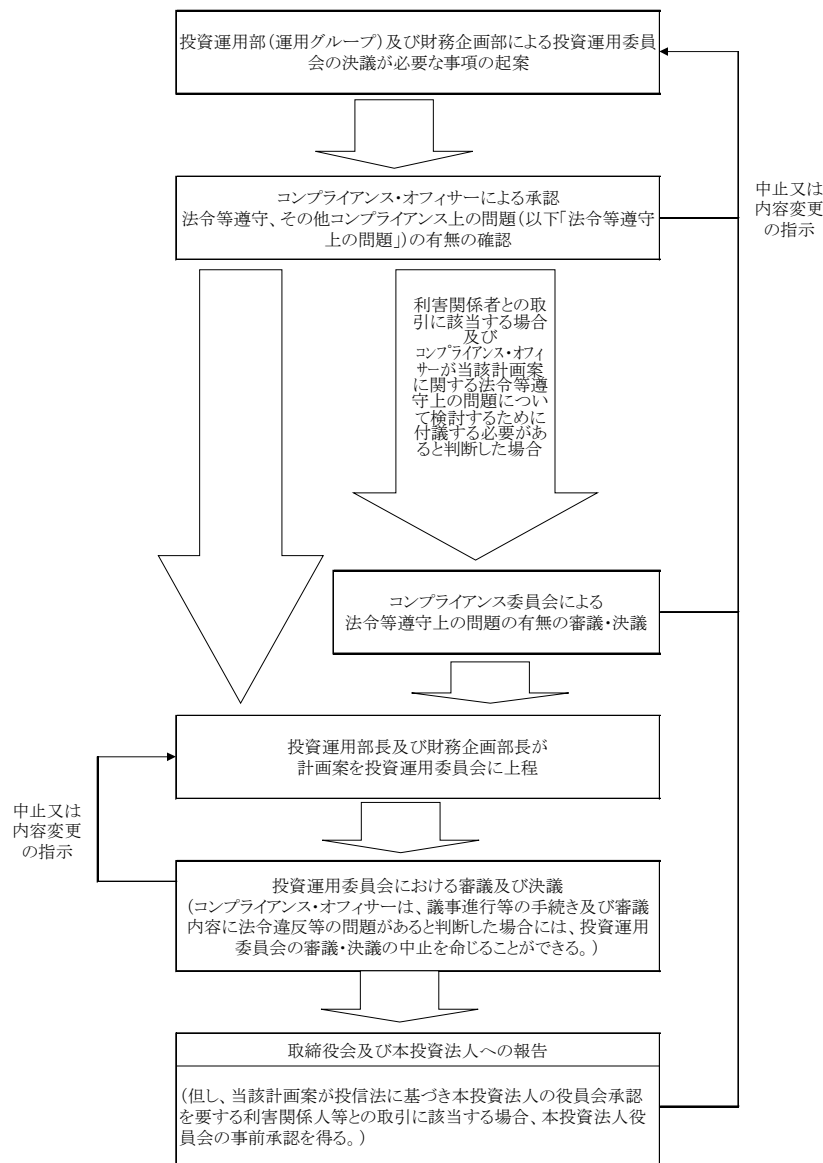 投資運用部（運用グループ）及び財務企画部による投資運用委員
会の決議が必要な事項の起案
コンプライアンス・オフィサーによる承認
法令等遵守、その他コンプライアンス上の問題（以下「法令等遵守
上の問題」）の有無の確認
中止又は
内容変更
の指示
利害関係者との取
引に該当する場合
及び
コンプライアンス・オフィ
サーが当該計画案
に関する法令等遵
守上の問題につい
て検討するために
付議する必要があ
ると判断した場合
コンプライアンス委員会による
法令等遵守上の問題の有無の審議・決議
投資運用部長及び財務企画部長が
計画案を投資運用委員会に上程
中止又は
内容変更
の指示
投資運用委員会における審議及び決議
（コンプライアンス・オフィサーは、議事進行等の手続き及び審議
内容に法令違反等の問題があると判断した場合には、投資運用
委員会の審議・決議の中止を命じることができる。）
取締役会及び本投資法人への報告
（但し、当該計画案が投信法に基づき本投資法人の役員会承認
を要する利害関係人等との取引に該当する場合、本投資法人役
員会の事前承認を得る。）